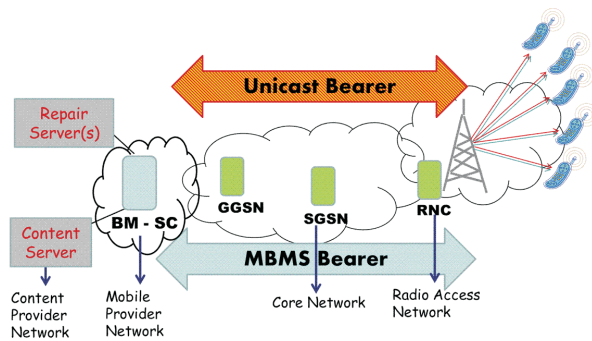 Unicast Bearer
Repair
Server(s)
GGSN
SGSN
RNC
BM - SC
Content
Server
MBMS Bearer
Content
Provider
Network
Mobile
Provider
Network
Core Network
Radio Access
Network